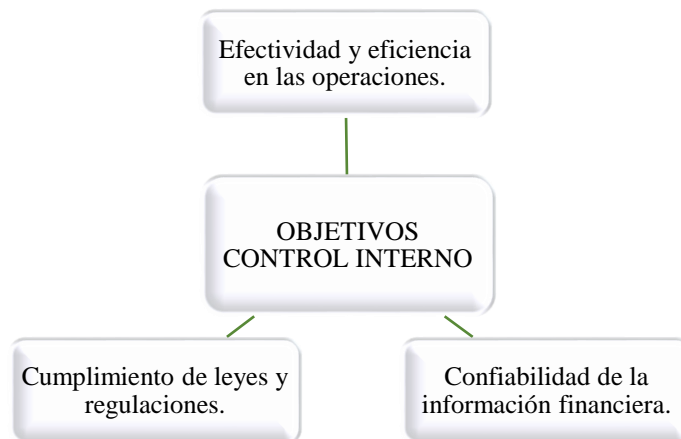 Efectividad y eficiencia
en las operaciones.
OBJETIVOS
CONTROL INTERNO
Cumplimiento de leyes y
regulaciones.
Confiabilidad de la
información financiera.